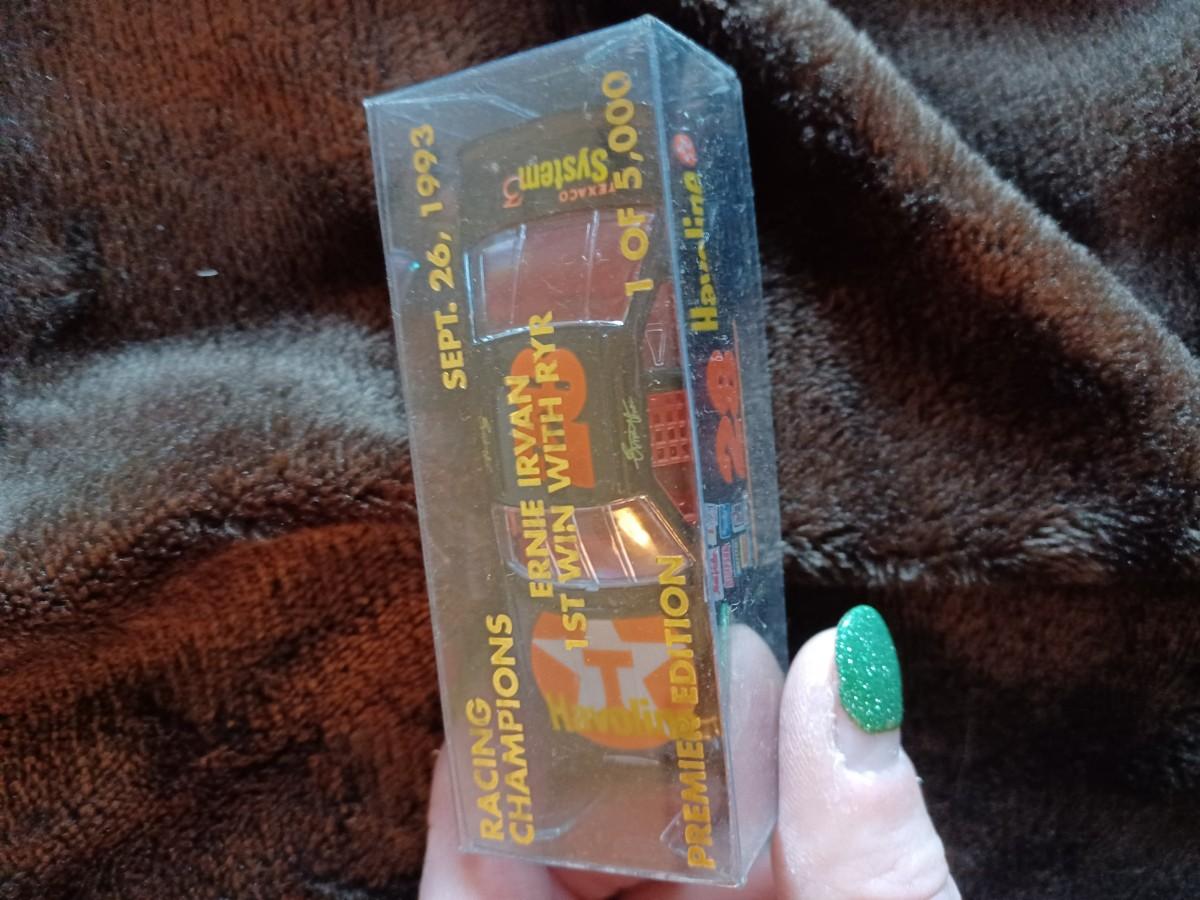 RACING
CHAMPIONS
SEPT. 26, 1993
ERNIE IRVAN
1ST WIN WITH RYR
PREMIER EDITION
1 OF 5,000
TEXACO
System
3
28
T
Havoline
Havoline
28